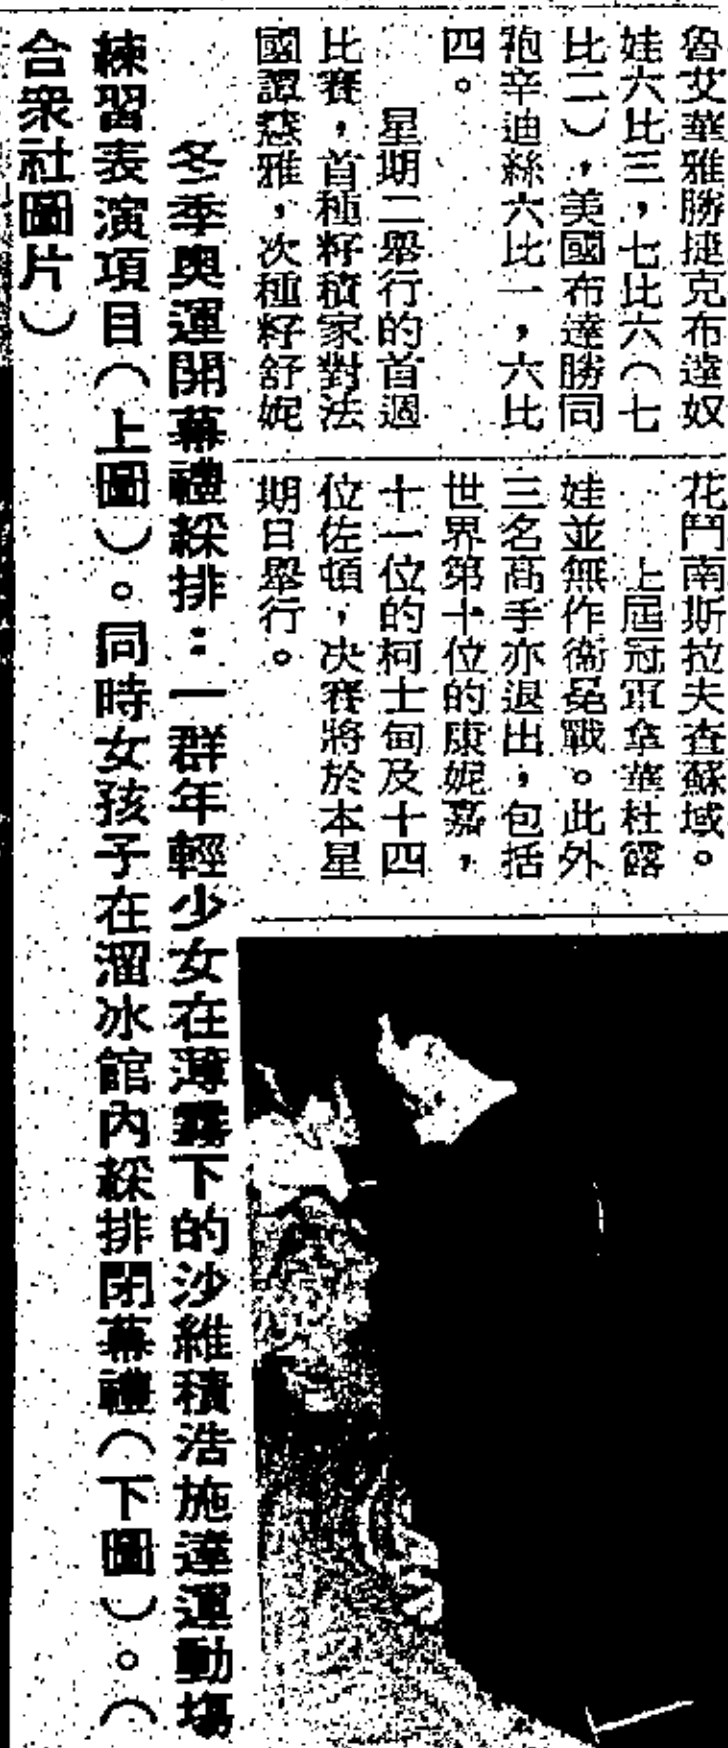 魯艾華雅勝捷克布達奴
娃六比三，七比六（七
比二），美國布達勝同
袍辛迪絲六比一，六比
四。
星期二舉行的首週
比賽，首種籽積家對法
國譚慈雅，次種籽舒妮
花鬥南斯拉夫查蘇域。
上屆冠軍拿華杜露
娃並無作衞冕戰。此外
三名高手亦退出，包括
世界第十位的康妮嘉，
十一位的柯士甸及十四
位佐頓，決賽將於本星
期日舉行。
冬季奧運開幕禮綵排：一群年輕少女在薄霧下的沙維積浩施達運動場
練習表演項目（上圖）。同時女孩子在溜冰館內綵排閉幕禮（下圖）。（
合衆社圖片）